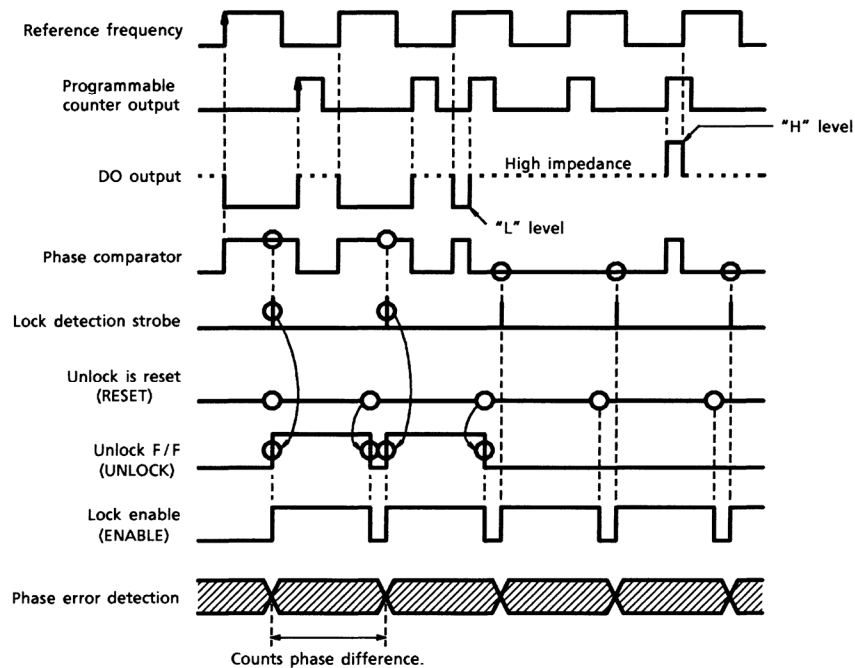 Reference frequency
Programmable
counter output
"H" level
High impedance
DO output
"L" level
Phase comparator
Lock detection strobe
Unlock is reset
(RESET)
Unlock F/F
(UNLOCK)
Lock enable
(ENABLE)
Phase error detection
Counts phase difference.